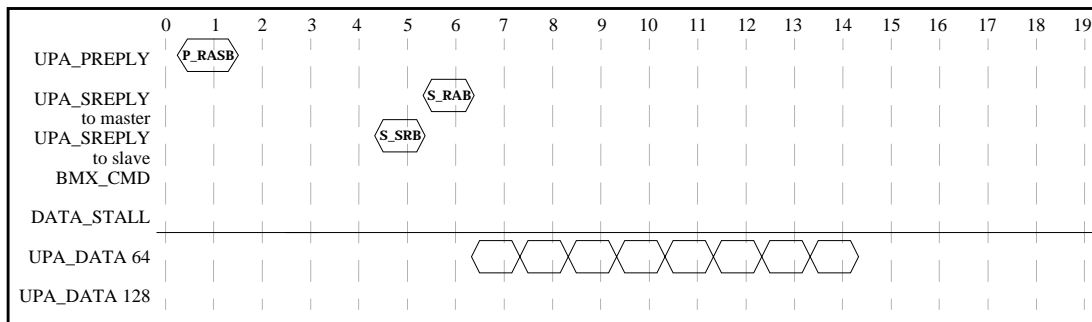 0 1 2 3 4 5 6 7 8 9 10 11 12 13 14 15 16 17 18 19
UPA_PREPLY P_RASB
UPA_SREPLY S_RAB
to master
UPA_SREPLY S_SRB
to slave
BMX_CMD
DATA_STALL
UPA_DATA 64
UPA_DATA 128